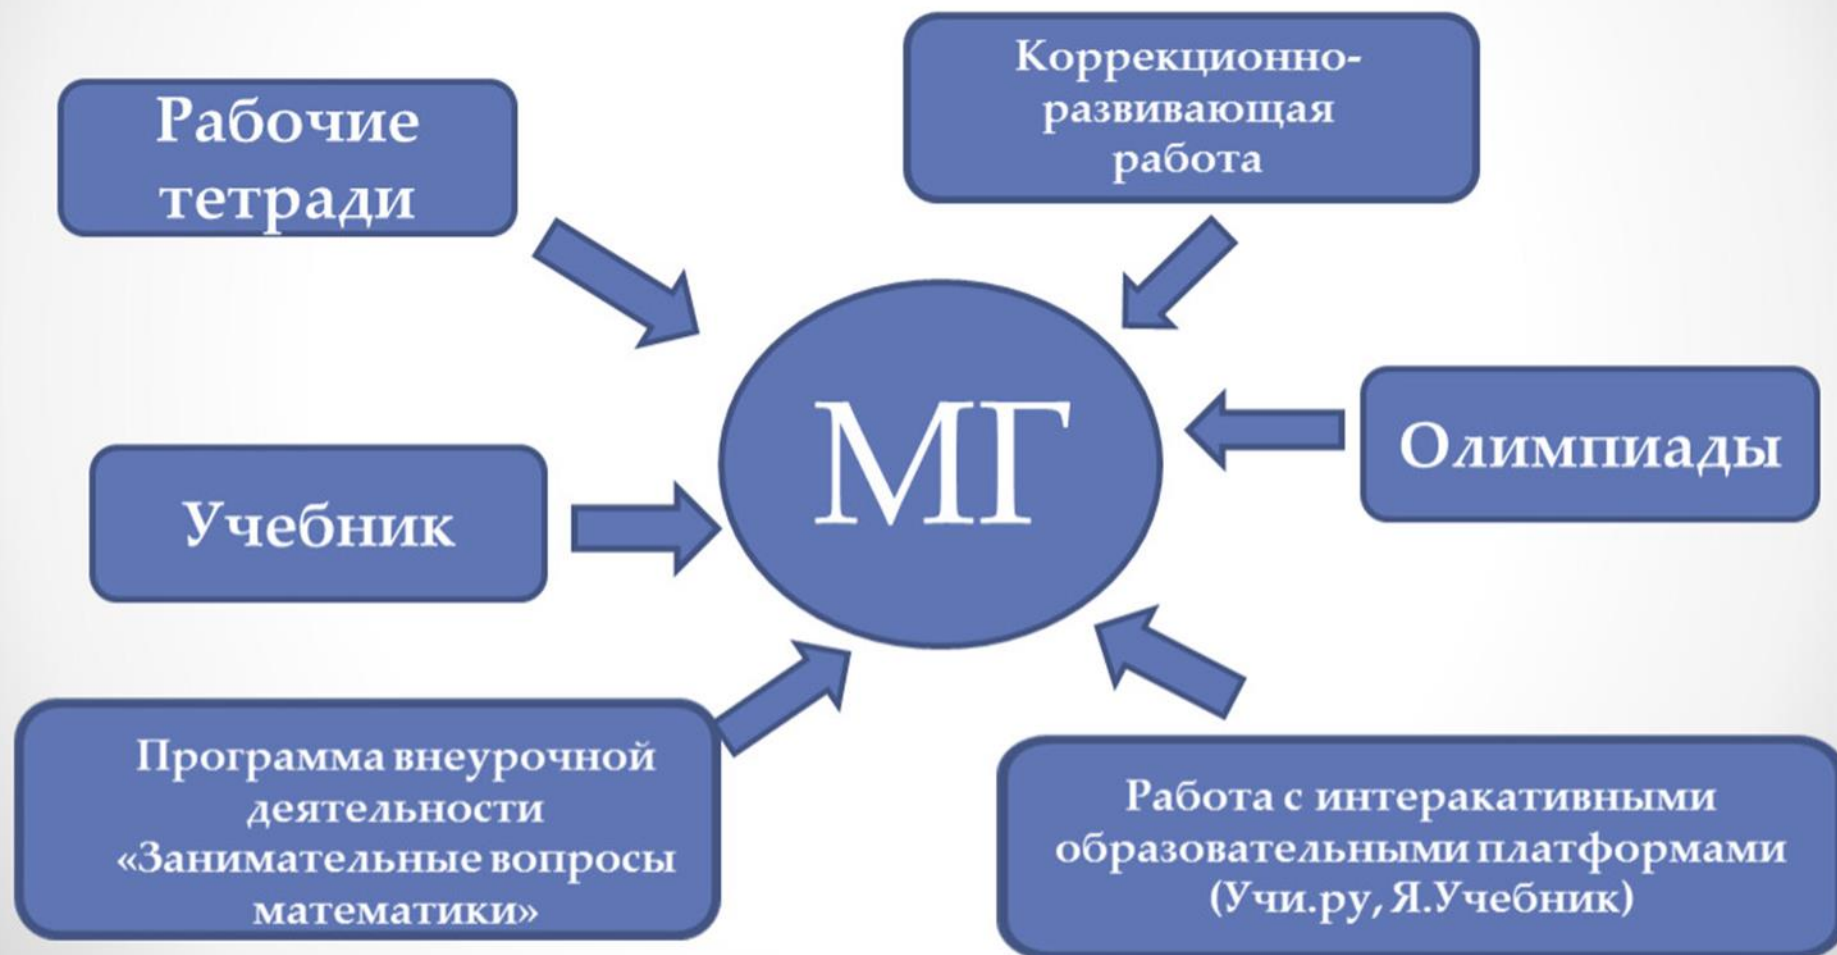 Рабочие
тетради
Коррекционно-
развивающая
работа
МГ
Олимпиады
Учебник
Программа внеурочной
деятельности
«Занимательные вопросы
математики»
Работа с интеракативными
образовательными платформами
(Учи.ру, Я.Учебник)